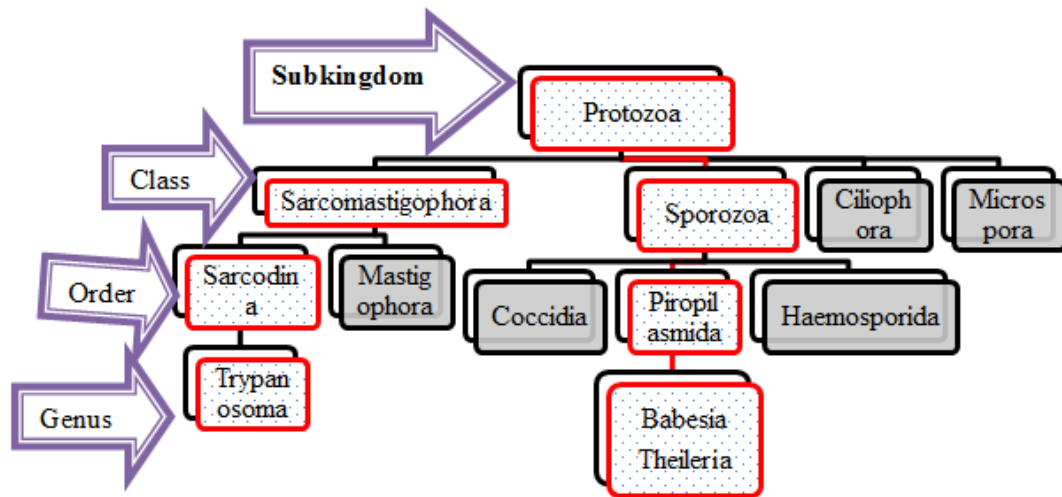 Subkingdom
Protozoa
Class
Sarcomastigophora
Sporozoa
Cilioph
ora
Micros
pora
Order
Sarcodin
a
Mastig
ophora
Coccidia
Piropil
asmida
Haemosporida
Genus
Trypan
osoma
Babesia
Theileria